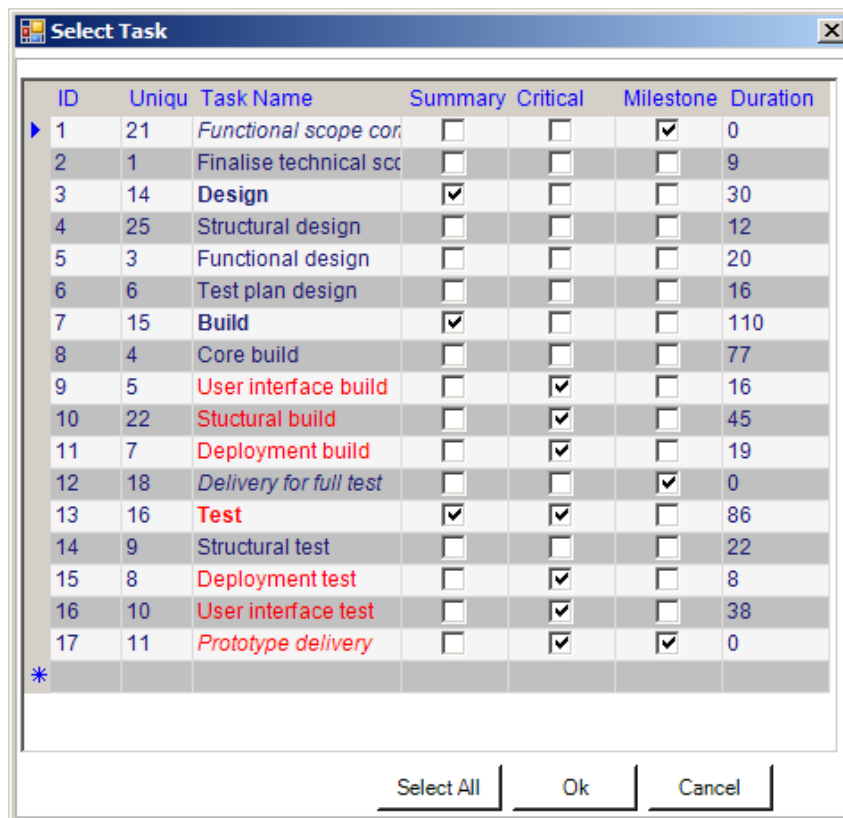 Select Task
ID Uniqu Task Name Summary Critical Milestone Duration
1 21 Functional scope con 0
2 1 Finalise technical sco 9
3 14 Design 30
4 25 Structural design 12
5 3 Functional design 20
6 6 Test plan design 16
7 15 Build 110
8 4 Core build 77
9 5 User interface build 16
10 22 Stuctural build 45
11 7 Deployment build 19
12 18 Delivery for full test 0
13 16 Test 86
14 9 Structural test 22
15 8 Deployment test 8
16 10 User interface test 38
17 11 Prototype delivery 0
Select All Ok Cancel